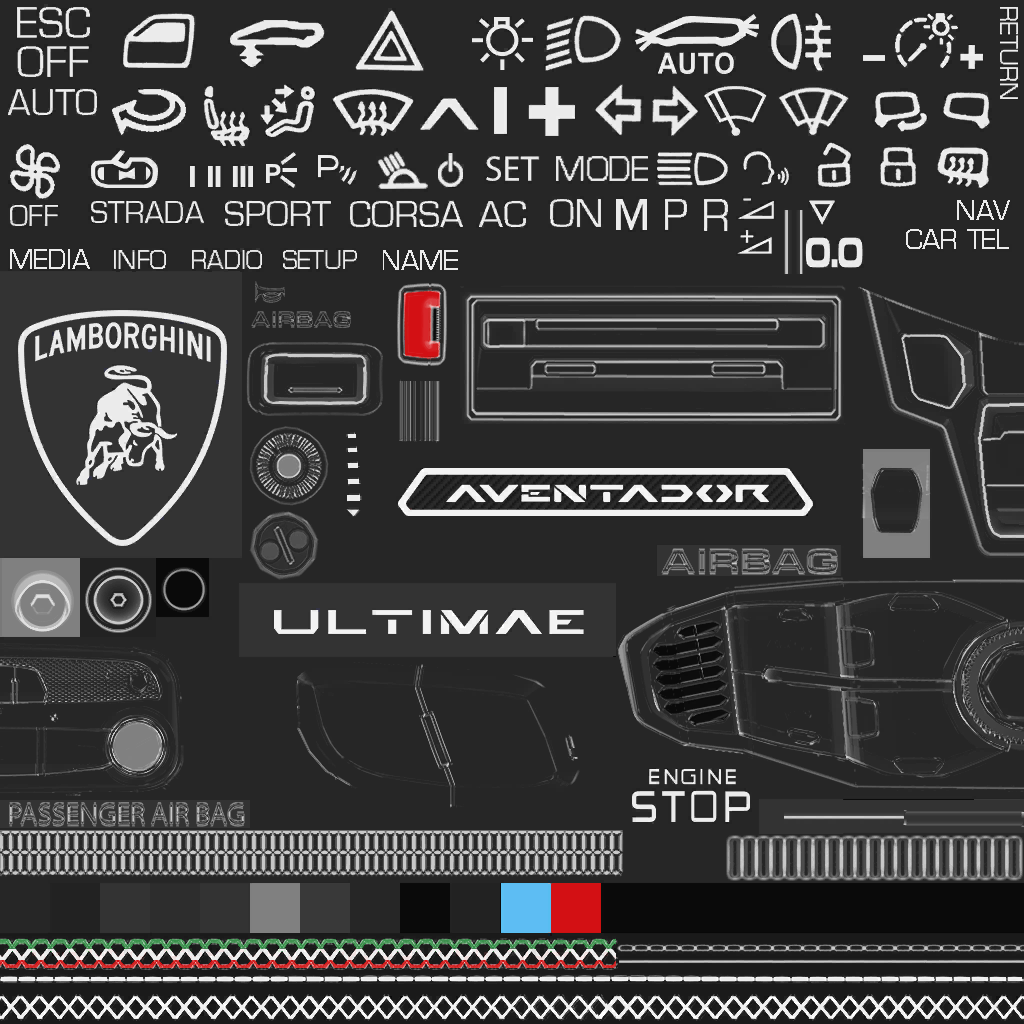 ESC
OFF
AUTO
RETURN
AUTO
P P SET MODE
OFF STRADA SPORT CORSA AC ON M P R
0.0
NAV
CAR TEL
MEDIA INFO RADIO SETUP NAME
LAMBORGHINI
AIRBAG
AVENTADOR
AIRBAG
ULTIMAE
ENGINE
STOP
PASSENGER AIR BAG